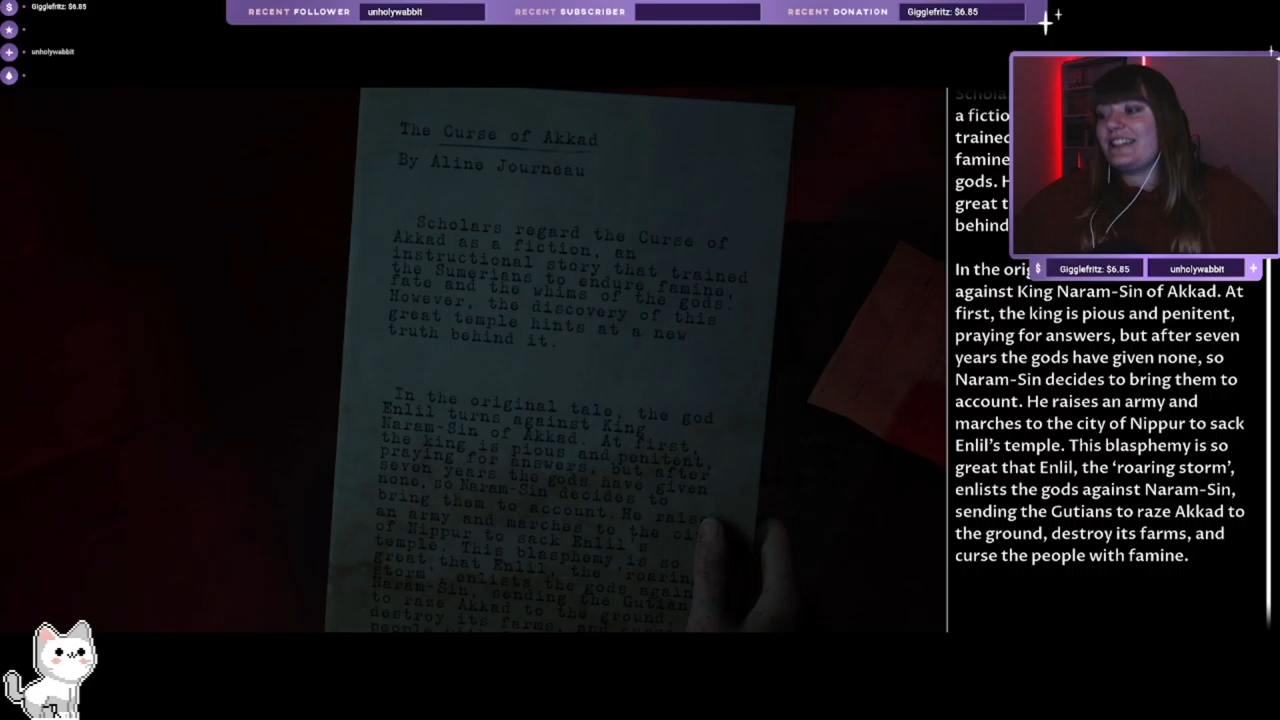 Gigglefritz: $6.85
unholywabbit
RECENT FOLLOWER unholywabbit RECENT SUBSCRIBER RECENT DONATION Gigglefritz: $6.85
The Curse of Akkad
By Aline Journeau
Scholars regard the Curse of
Akkad as a fiction, an
instructional story that trained
the Sumerians to endure famine,
fate and the whims of the gods.
However, the discovery of this
great temple hints at a new
truth behind it.
In the original tale, the god
Enlil turns against King
Naram-Sin of Akkad. At first,
the king is pious and penitent,
praying for answers, but after
seven years the gods have given
none, so Naram-Sin decides to
bring them to account. He
an army and marches to the
of Nippur to sack Enlil's
temple. This blasphemy is so
great that Enlil, the 'roaring
storm', enlists the gods
Naram-Sin, sending the
to raze Akkad to the ground,
destroy its farms, and
people
a fictio
trained
famine
gods. H
great t
behind
Gigglefritz: $6.85 unholywabbit
In the orig
against King Naram-Sin of Akkad. At
first, the king is pious and penitent,
praying for answers, but after seven
years the gods have given none, so
Naram-Sin decides to bring them to
account. He raises an army and
marches to the city of Nippur to sack
Enlil's temple. This blasphemy is so
great that Enlil, the 'roaring storm',
enlists the gods against Naram-Sin,
sending the Gutians to raze Akkad to
the ground, destroy its farms, and
curse the people with famine.